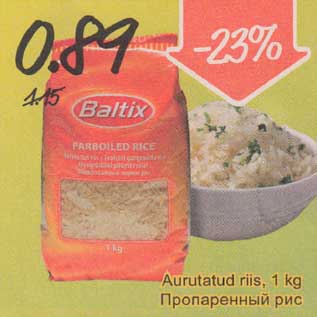 0.89
-23%
1.15
Baltix
PARBOILED RICE
1 kg
Aurutatud riis, 1 kg
Пропаренный рис